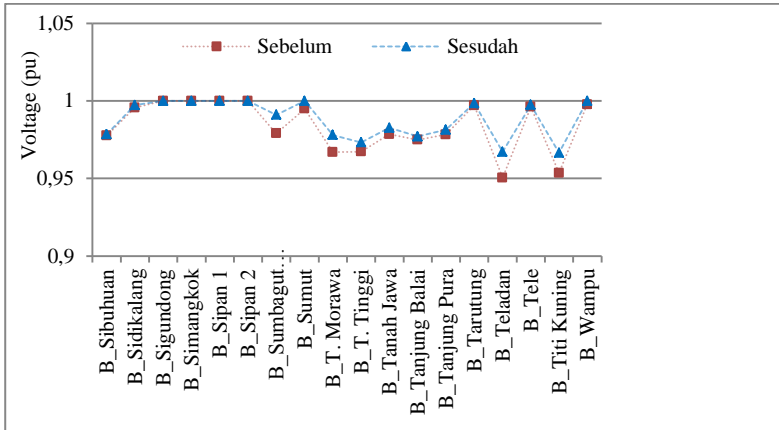 1,05
Sebelum
Sesudah
Voltage (pu)
1
0,95
0,9
B_Sibuhuan
B_Sidikalang
B_Sigundong
B_Simangkok
B_Sipan 1
B_Sipan 2
B_Sumbagut…
B_Sumut
B_T. Morawa
B_T. Tinggi
B_Tanah Jawa
B_Tanjung Balai
B_Tanjung Pura
B_Tarutung
B_Teladan
B_Tele
B_Titi Kuning
B_Wampu